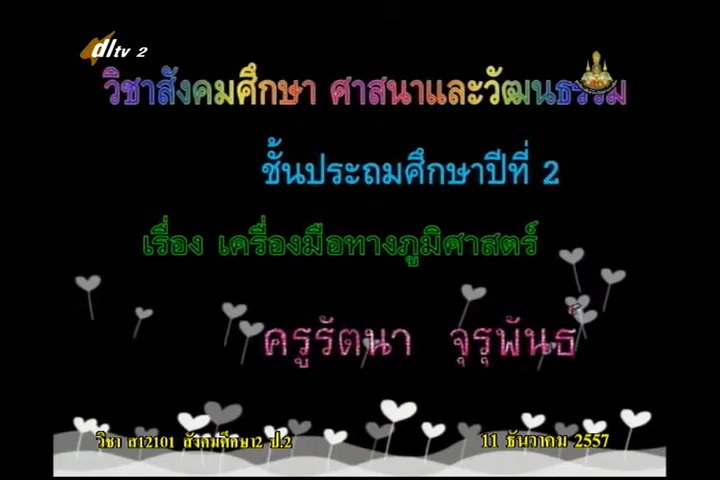 dltv 2
วิชาสังคมศึกษา ศาสนาและวัฒนธรรม
ชั้นประถมศึกษาปีที่ 2
เรื่อง เครื่องมือทางภูมิศาสตร์
ครูรัตนา จุรุพันธ์
วิชา ส12101 สังคมศึกษา2 ป.2
11 ธันวาคม 2557